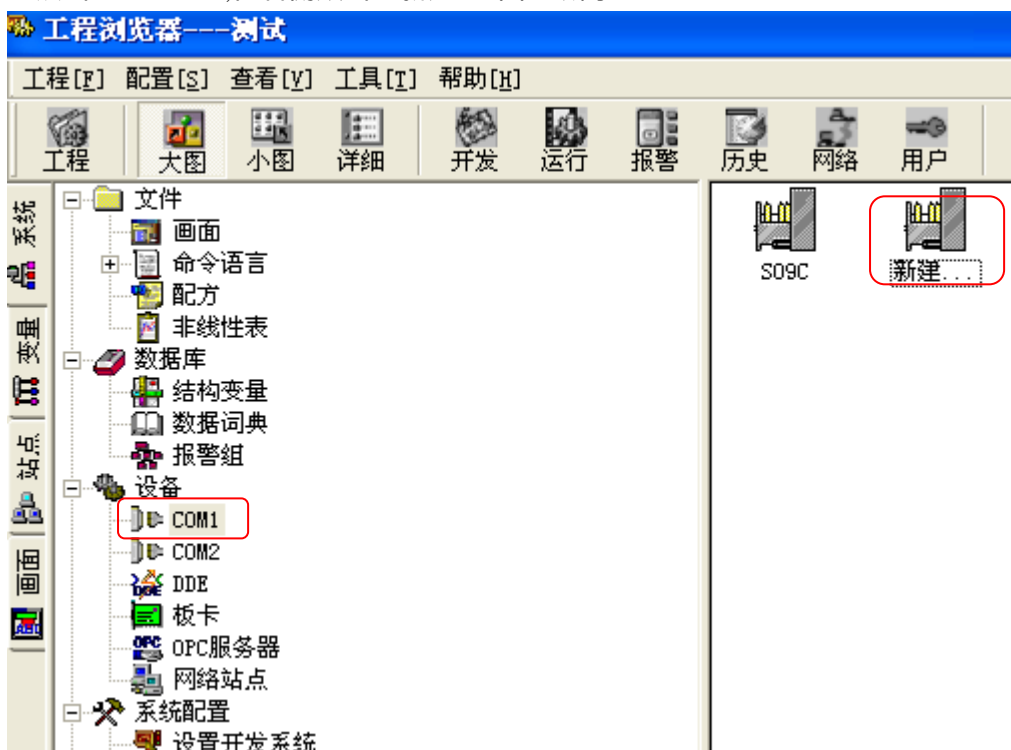 工程浏览器---测试
工程[F] 配置[S] 查看[V] 工具[T] 帮助[H]
工程 大图 小图 详细 开发 运行 报警 历史 网络 用户
系统
变量
站点
画面
文件
画面
命令语言
配方
非线性表
数据库
结构变量
数据词典
报警组
设备
COM1
COM2
DDE
板卡
OPC服务器
网络站点
系统配置
设置开发系统
S09C
新建...